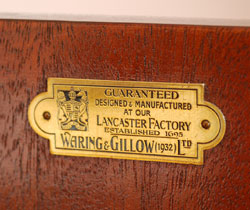 GUARANTEED
DESIGNED & MANUFACTURED
AT OUR
LANCASTER FACTORY
ESTABLISHED 1695
WARING & GILLOW (1932) LTD